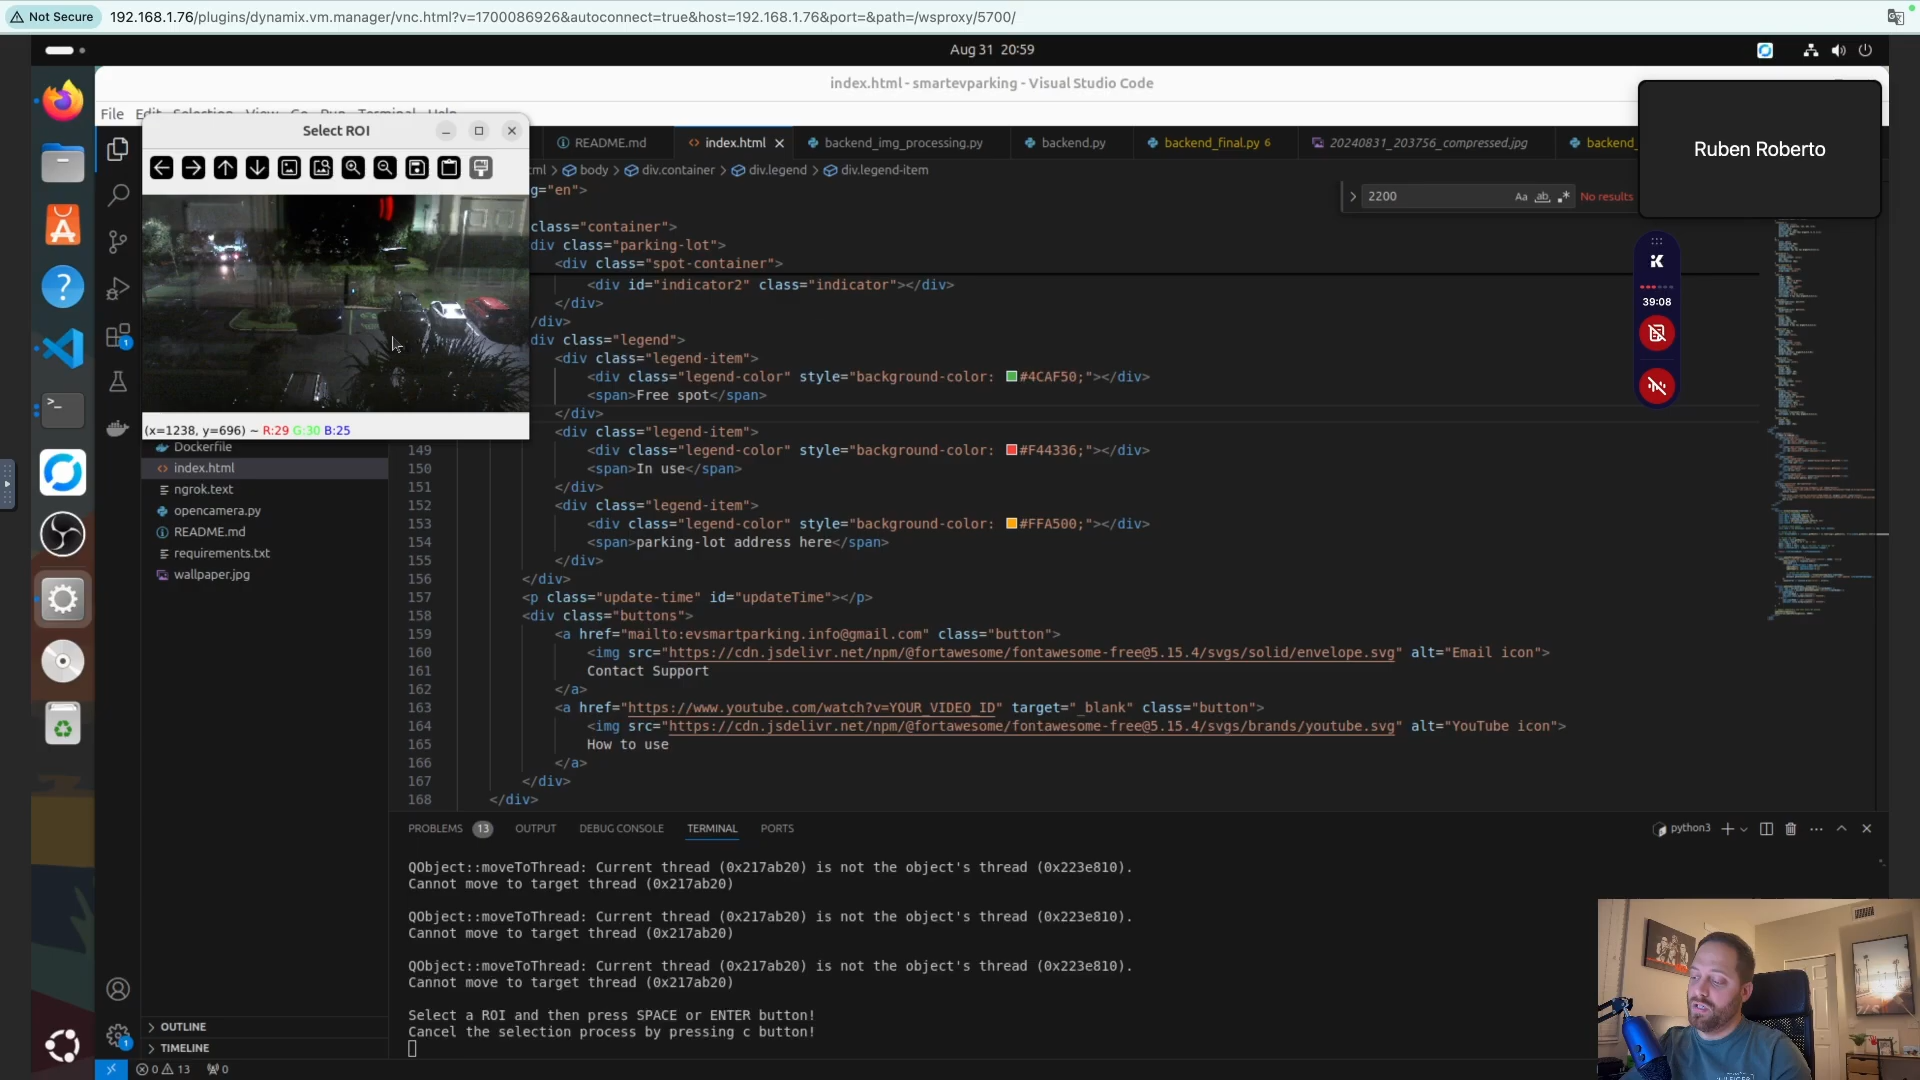 Not Secure 192.168.1.76/plugins/dynamix.vm.manager/vnc.html?v=1700086926&autoconnect=true&host=192.168.1.76&port=&path=/wsproxy/5700/
Aug 31 20:59
index.html - smartevparking - Visual Studio Code
File Edit Selection View Go Run Terminal Help
Select ROI
README.md
index.html
backend_img_processing.py
backend.py
backend_final.py 6
20240831_203756_compressed.jpg
backend_
Ruben Roberto
ml > body > div.container > div.legend > div.legend-item
g="en">
2200
No results
class="container">
div class="parking-lot">
<div class="spot-container">
<div id="indicator2" class="indicator"></div>
</div>
/div>
div class="legend">
<div class="legend-item">
<div class="legend-color" style="background-color: #4CAF50;"></div>
<span>Free spot</span>
</div>
39:08
(x=1238, y=696) ~ R:29 G:30 B:25
<div class="legend-item">
149 <div class="legend-color" style="background-color: #F44336;"></div>
150 <span>In use</span>
151 </div>
152 <div class="legend-item">
153 <div class="legend-color" style="background-color: #FFA500;"></div>
154 <span>parking-lot address here</span>
155 </div>
156 </div>
157 <p class="update-time" id="updateTime"></p>
158 <div class="buttons">
159 <a href="mailto:evsmartparking.info@gmail.com" class="button">
160 <img src="https://cdn.jsdelivr.net/npm/@fortawesome/fontawesome-free@5.15.4/svgs/solid/envelope.svg" alt="Email icon">
161 Contact Support
162 </a>
163 <a href="https://www.youtube.com/watch?v=YOUR_VIDEO_ID" target="_blank" class="button">
164 <img src="https://cdn.jsdelivr.net/npm/@fortawesome/fontawesome-free@5.15.4/svgs/brands/youtube.svg" alt="YouTube icon">
165 How to use
166 </a>
167 </div>
168 </div>
Dockerfile
index.html
ngrok.text
opencamera.py
README.md
requirements.txt
wallpaper.jpg
PROBLEMS 13 OUTPUT DEBUG CONSOLE TERMINAL PORTS
python3
QObject::moveToThread: Current thread (0x217ab20) is not the object's thread (0x223e810).
Cannot move to target thread (0x217ab20)
QObject::moveToThread: Current thread (0x217ab20) is not the object's thread (0x223e810).
Cannot move to target thread (0x217ab20)
QObject::moveToThread: Current thread (0x217ab20) is not the object's thread (0x223e810).
Cannot move to target thread (0x217ab20)
Select a ROI and then press SPACE or ENTER button!
Cancel the selection process by pressing c button!
OUTLINE
TIMELINE
0 13 0